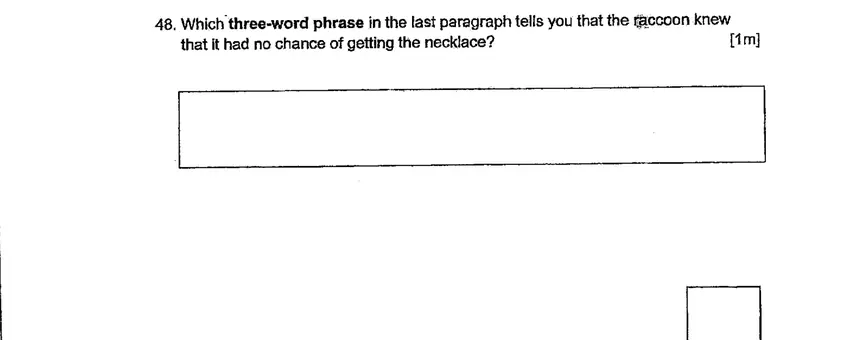 48. Which three-word phrase in the last paragraph tells you that the raccoon knew
that it had no chance of getting the necklace? [1m]